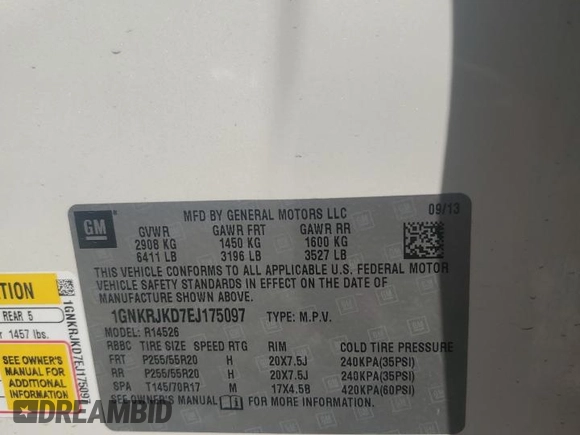 GM
MFD BY GENERAL MOTORS LLC 09/13
GVWR GAWR FRT GAWR RR
2908 KG 1450 KG 1600 KG
6411 LB 3196 LB 3527 LB
THIS VEHICLE CONFORMS TO ALL APPLICABLE U.S. FEDERAL MOTOR
VEHICLE SAFETY STANDARDS IN EFFECT ON THE DATE OF
MANUFACTURE SHOWN ABOVE.
1GNKRJKD7EJ175097 TYPE: M.P.V.
MODEL: R14526
RBBC TIRE SIZE SPEED RTG RIM COLD TIRE PRESSURE
FRT P255/55R20 H 20X7.5J 240KPA(35PSI)
RR P255/55R20 H 20X7.5J 240KPA(35PSI)
SPA T145/70R17 M 17X4.5B 420KPA(60PSI)
SEE OWNER'S MANUAL FOR ADDITIONAL INFORMATION.
REAR 5
1457 lbs.
SEE OWNER'S
MANUAL FOR
ADDITIONAL
INFORMATION
1GNKRJKD7EJ17509
DREAMBID